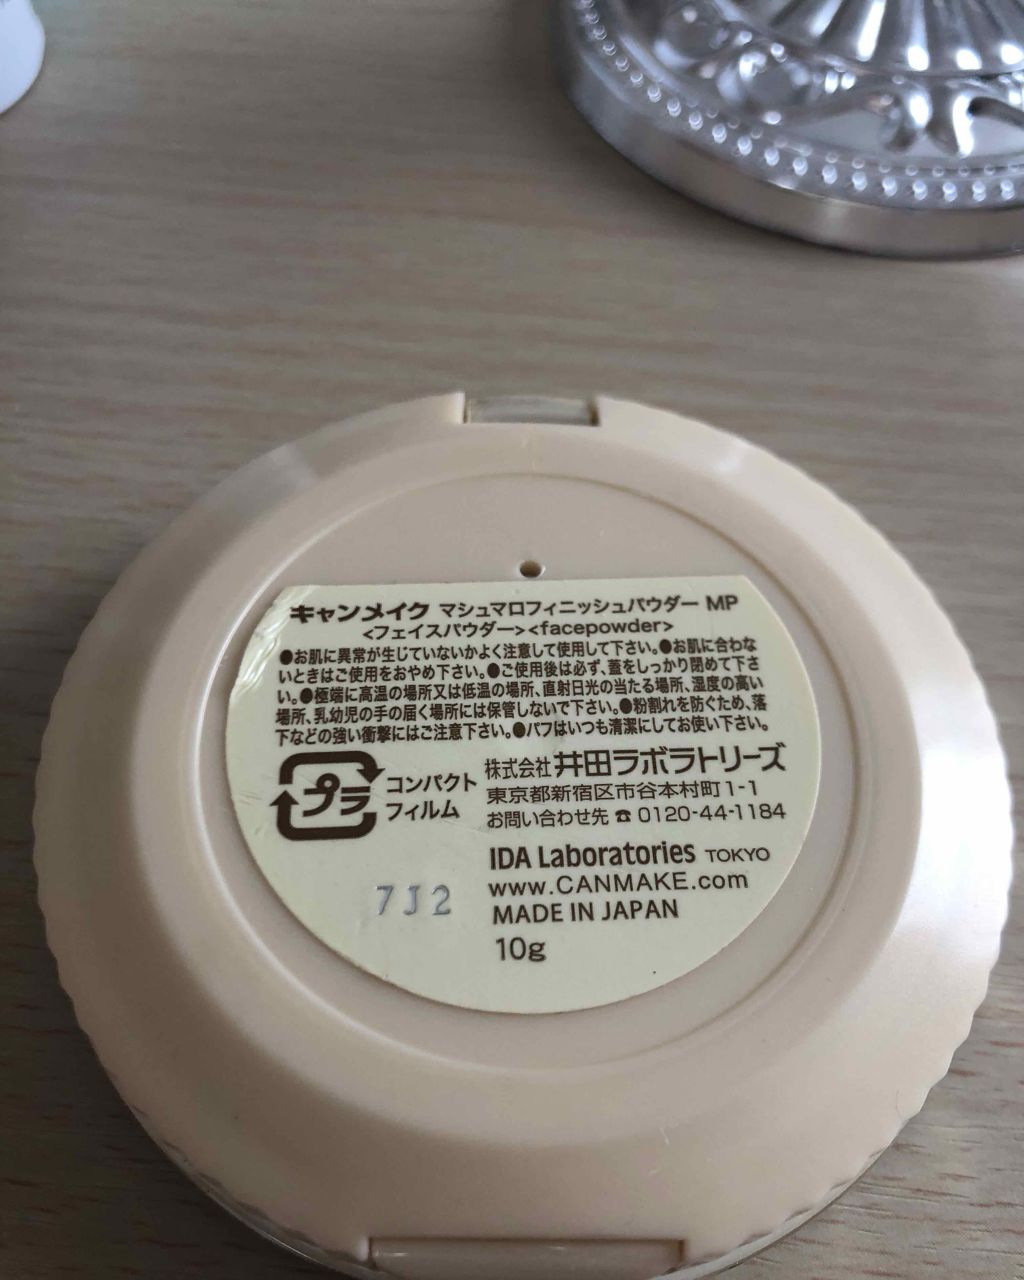 キャンメイク マシュマロフィニッシュパウダー MP
<フェイスパウダー><facepowder>
●お肌に異常が生じていないかよく注意して使用して下さい。●お肌に合わな
いときはご使用をおやめ下さい。●ご使用後は必ず、蓋をしっかり閉めて下さ
い。●極端に高温の場所又は低温の場所、直射日光の当たる場所、湿度の高い
場所、乳幼児の手の届く場所には保管しないで下さい。●粉割れを防ぐため、落
下などの強い衝撃にはご注意下さい。●パフはいつも清潔にしてお使い下さい。
プラ
コンパクト
フィルム
株式会社 井田ラボラトリーズ
東京都新宿区市谷本村町1-1
お問い合わせ先 ☎ 0120-44-1184
IDA Laboratories TOKYO
www.CANMAKE.com
MADE IN JAPAN
10g
7J2